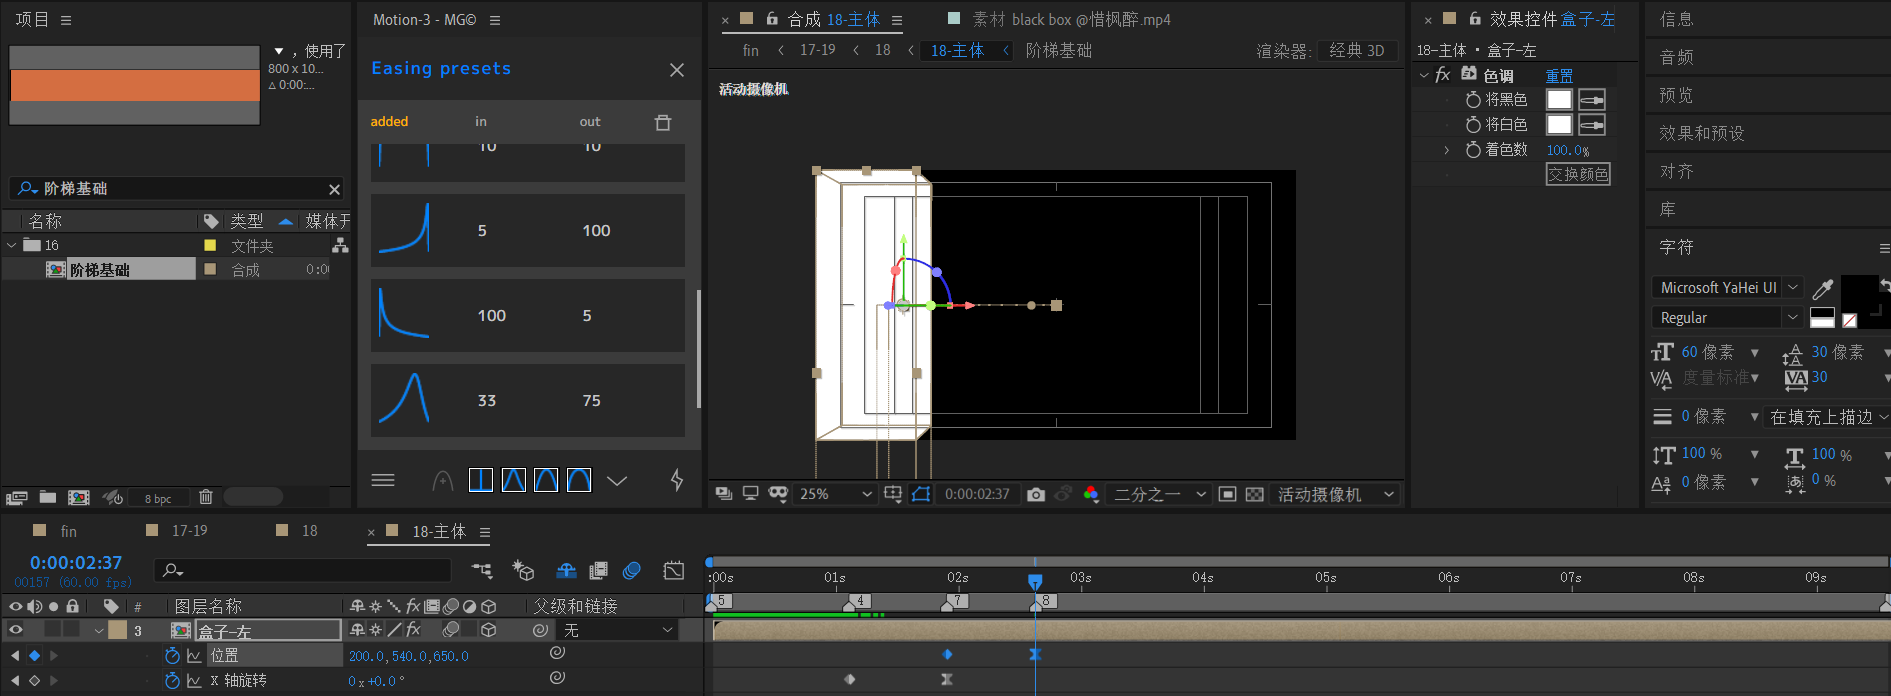 项目
，使用了
800 x 10...
Δ 0:00:...
阶梯基础
名称
类型
媒体开
16
文件夹
阶梯基础
合成
0:0
8 bpc
Motion-3 - MG©
Easing presets
added
in
out
10
10
5
100
100
5
33
75
合成 18-主体
素材 black box @惜枫醉.mp4
fin
17-19
18
18-主体
阶梯基础
渲染器:
经典 3D
活动摄像机
25%
0:00:02:37
二分之一
活动摄像机
效果控件 盒子-左
18-主体 · 盒子-左
fx
色调
重置
将黑色
将白色
着色数
100.0%
交换颜色
信息
音频
预览
效果和预设
对齐
库
字符
Microsoft YaHei UI
Regular
60 像素
30 像素
度量标准
30
0 像素
在填充上描边
100 %
100 %
0 像素
0 %
fin
17-19
18
18-主体
0:00:02:37
00157 (60.00 fps)
#
图层名称
父级和链接
3
盒子-左
无
位置
200.0,540.0,650.0
X 轴旋转
0x+0.0°
:00s
01s
02s
03s
04s
05s
06s
07s
08s
09s
5
4
7
8